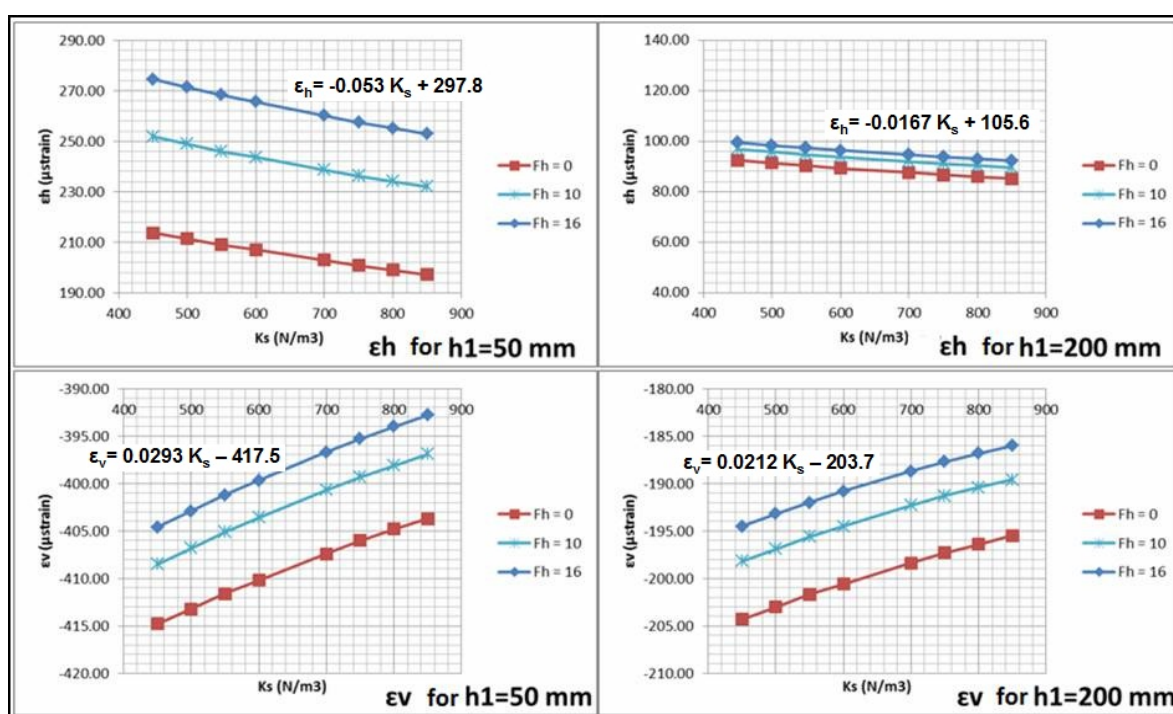 290.00
270.00
250.00
230.00
210.00
190.00
400
500
600
700
800
900
Ks (N/m3)
εh (μstrain)
εh = -0.053 Ks + 297.8
Fh = 0
Fh = 10
Fh = 16
εh for h1=50 mm
140.00
120.00
100.00
80.00
60.00
40.00
400
500
600
700
800
900
Ks (N/m3)
εh (μstrain)
εh = -0.0167 Ks + 105.6
Fh = 0
Fh = 10
Fh = 16
εh for h1=200 mm
-390.00
-395.00
-400.00
-405.00
-410.00
-415.00
-420.00
400
500
600
700
800
900
Ks (N/m3)
εv (μstrain)
εv = 0.0293 Ks – 417.5
Fh = 0
Fh = 10
Fh = 16
εv for h1=50 mm
-180.00
-185.00
-190.00
-195.00
-200.00
-205.00
-210.00
400
500
600
700
800
900
Ks (N/m3)
εv (μstrain)
εv = 0.0212 Ks – 203.7
Fh = 0
Fh = 10
Fh = 16
εv for h1=200 mm